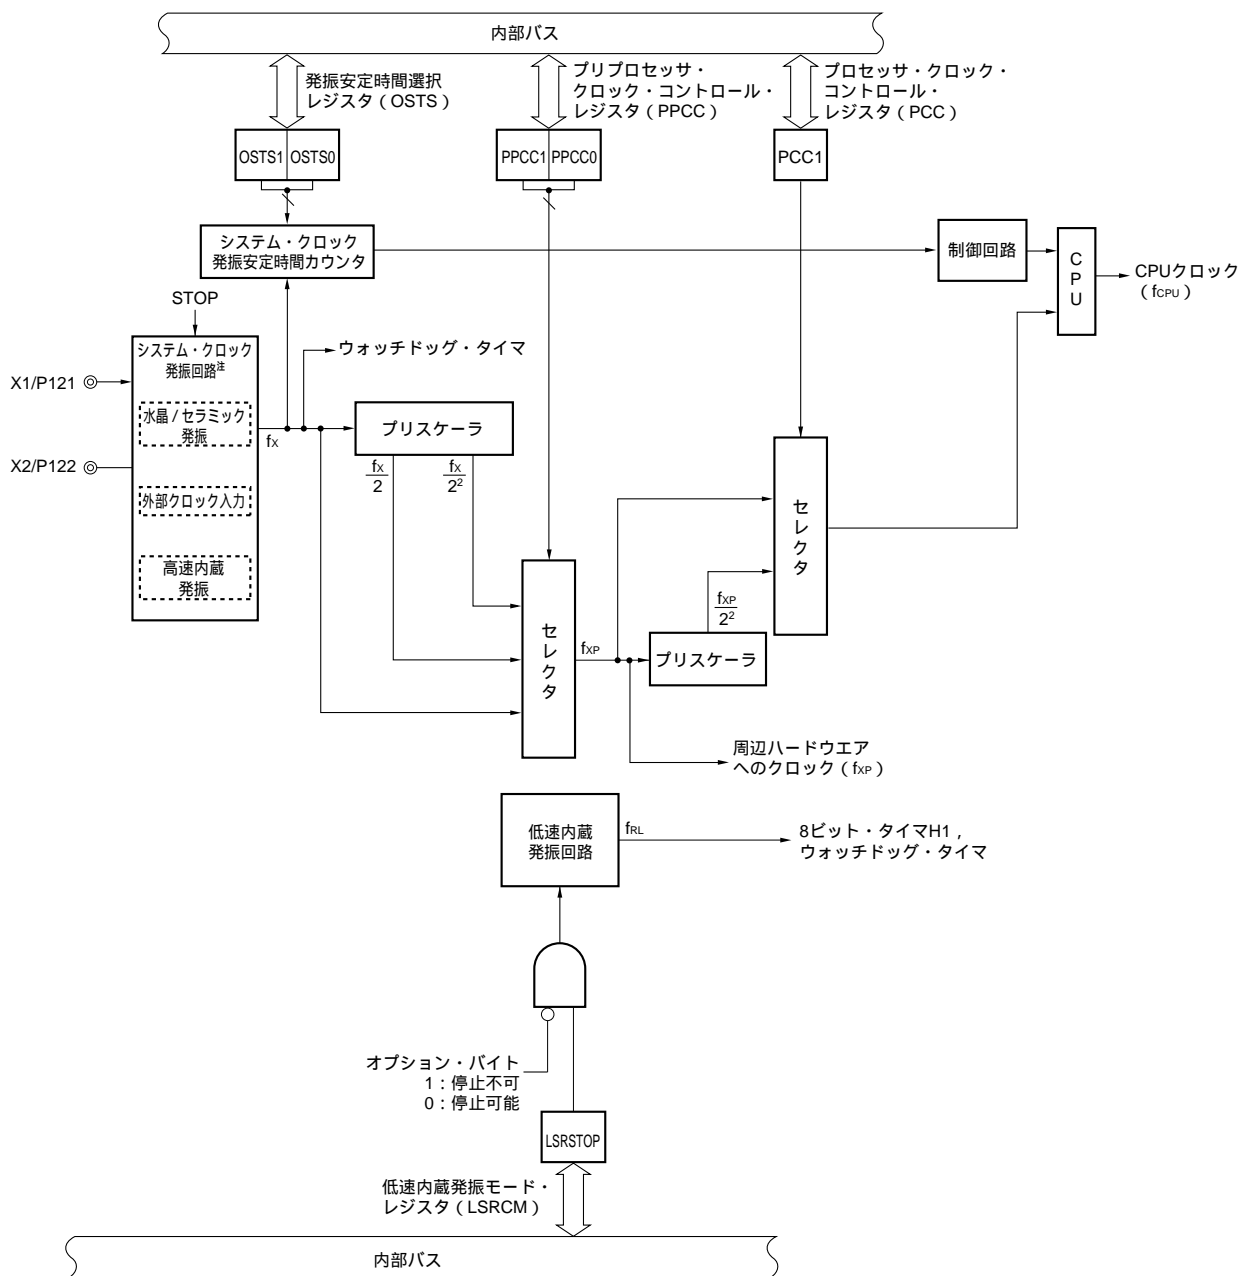 内部バス
発振安定時間選択
レジスタ（OSTS）
プリプロセッサ・
クロック・コントロール・
レジスタ（PPCC）
プロセッサ・クロック・
コントロール・
レジスタ（PCC）
OSTS1 OSTS0
PPCC1 PPCC0
PCC1
システム・クロック
発振安定時間カウンタ
制御回路
CPU
CPUクロック
（fCPU）
STOP
システム・クロック
発振回路注
X1/P121
水晶/セラミック
発振
X2/P122
外部クロック入力
高速内蔵
発振
fX
ウォッチドッグ・タイマ
プリスケーラ
fX
2
fX
2²
セレクタ
fXP
セレクタ
fXP
2²
プリスケーラ
周辺ハードウエア
へのクロック（fXP）
低速内蔵
発振回路
fRL
8ビット・タイマH1，
ウォッチドッグ・タイマ
オプション・バイト
1：停止不可
0：停止可能
LSRSTOP
低速内蔵発振モード・
レジスタ（LSRCM）
内部バス